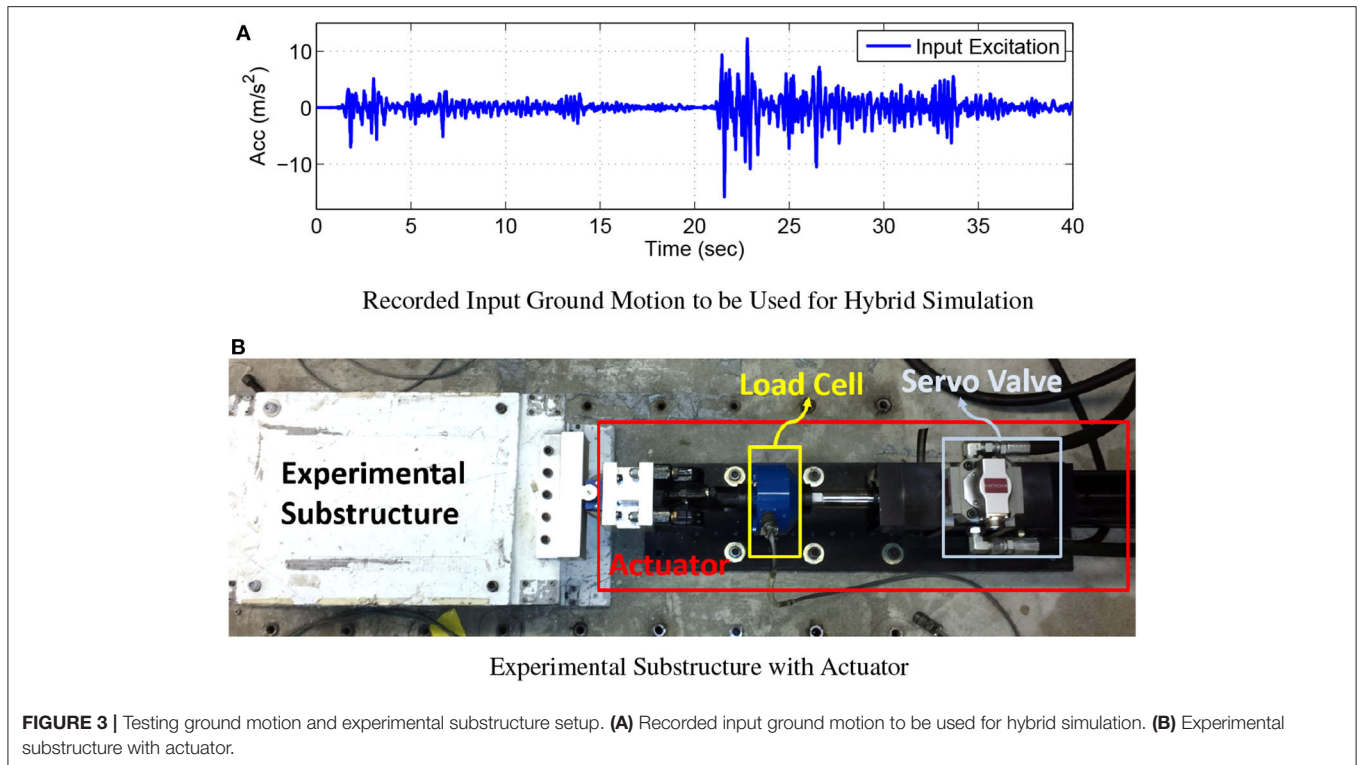 A
Input Excitation
10
0
−10
Acc (m/s²)
0 5 10 15 20 25 30 35 40
Time (sec)
Recorded Input Ground Motion to be Used for Hybrid Simulation
B
Load Cell
Servo Valve
Experimental
Substructure
Actuator
Experimental Substructure with Actuator
FIGURE 3 | Testing ground motion and experimental substructure setup. (A) Recorded input ground motion to be used for hybrid simulation. (B) Experimental
substructure with actuator.